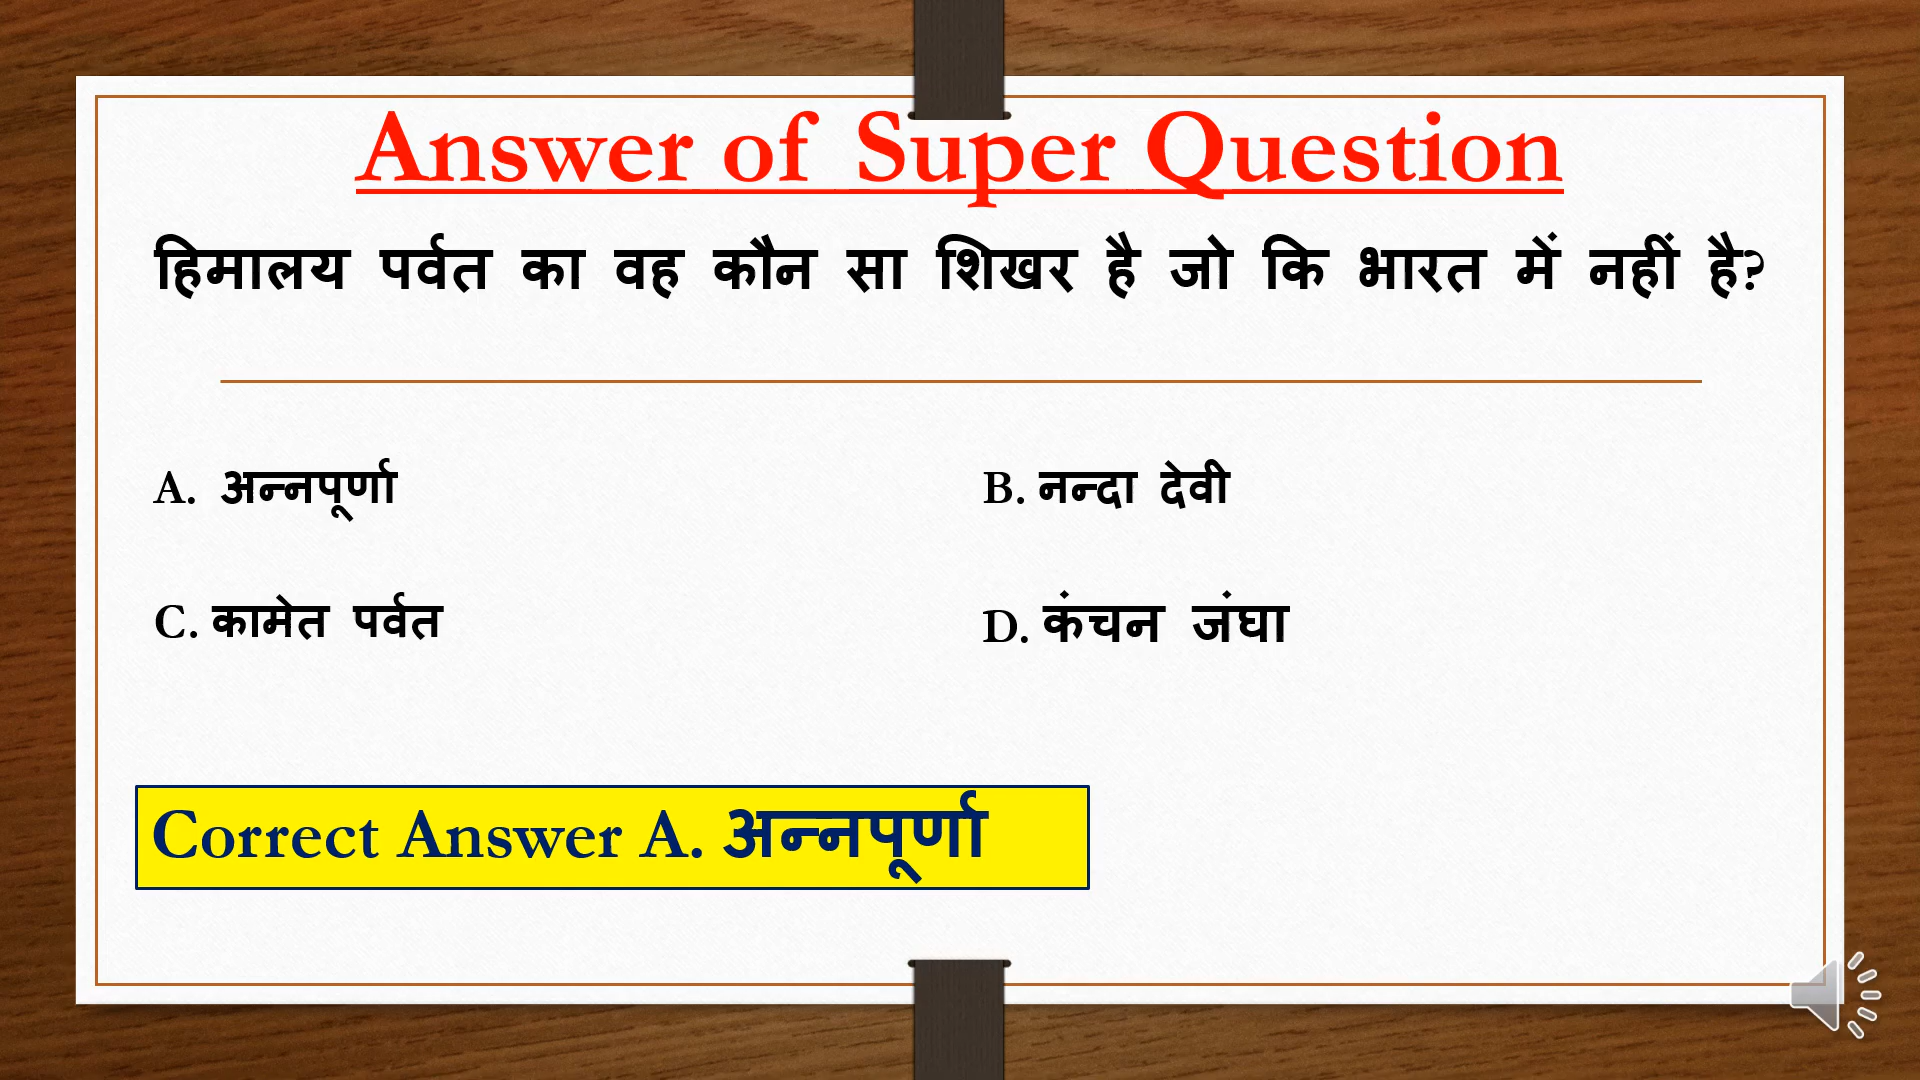 Answer of Super Question
हिमालय पर्वत का वह कौन सा शिखर है जो कि भारत में नहीं है?
A. अन्नपूर्णा
B. नन्दा देवी
C. कामेत पर्वत
D. कंचन जंघा
Correct Answer A. अन्नपूर्णा